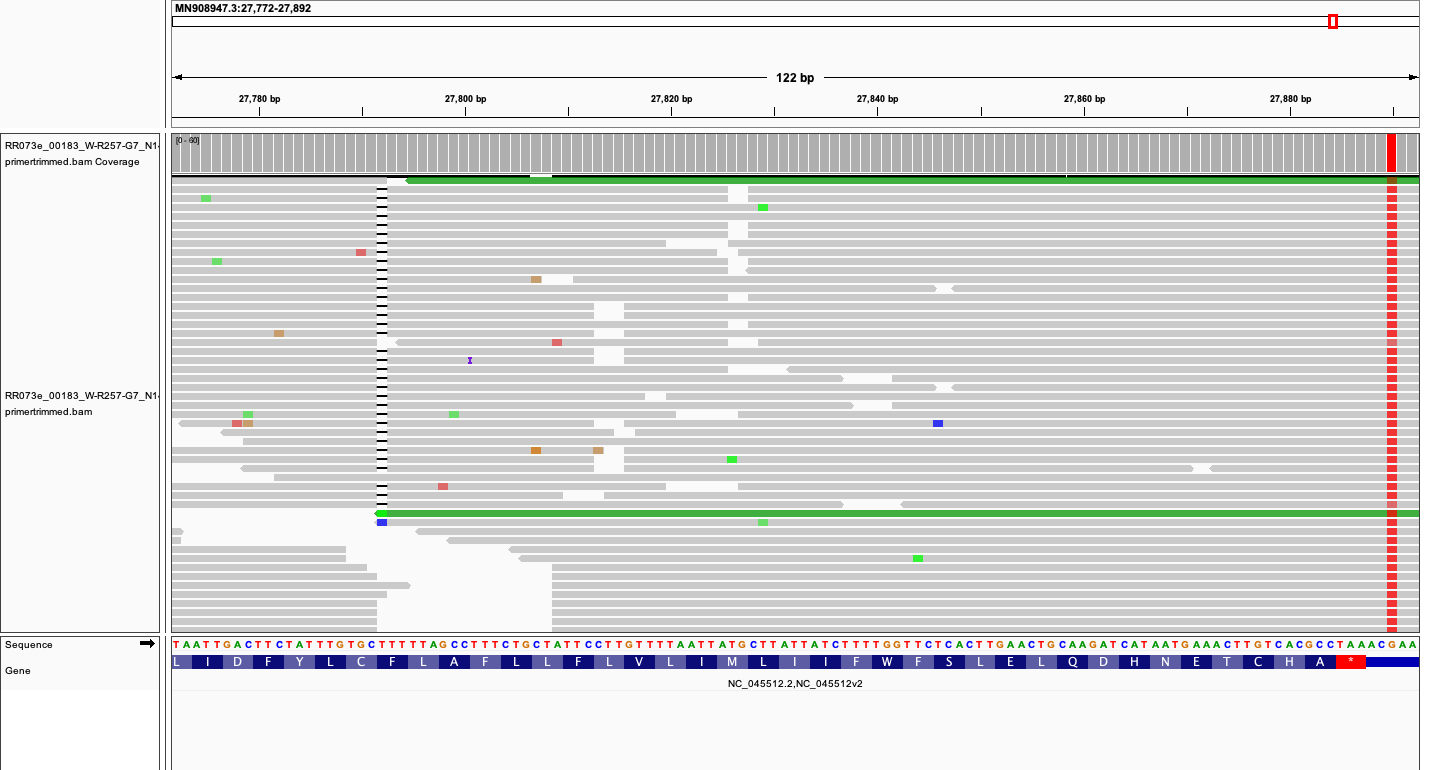 MN908947.3:27,772-27,892
122 bp
27,780 bp 27,800 bp 27,820 bp 27,840 bp 27,860 bp 27,880 bp
RR073e_00183_W-R257-G7_N1
primertrimmed.bam Coverage
[0 - 60]
RR073e_00183_W-R257-G7_N1
primertrimmed.bam
Sequence
TAATTGACTTCTATTTGTGCTTTTTAGCCTTTCTGCTATTCCTTGTTTTAATTATGCTTATTATCTTTTGGTTCTCACTTGAACTGCAAGATCATAATGAAACTTGTCACGCCTAAACGAA
Gene
L I D F Y L C F L A F L L F L V L I M L I I F W F S L E L Q D H N E T C H A *
NC_045512.2,NC_045512v2